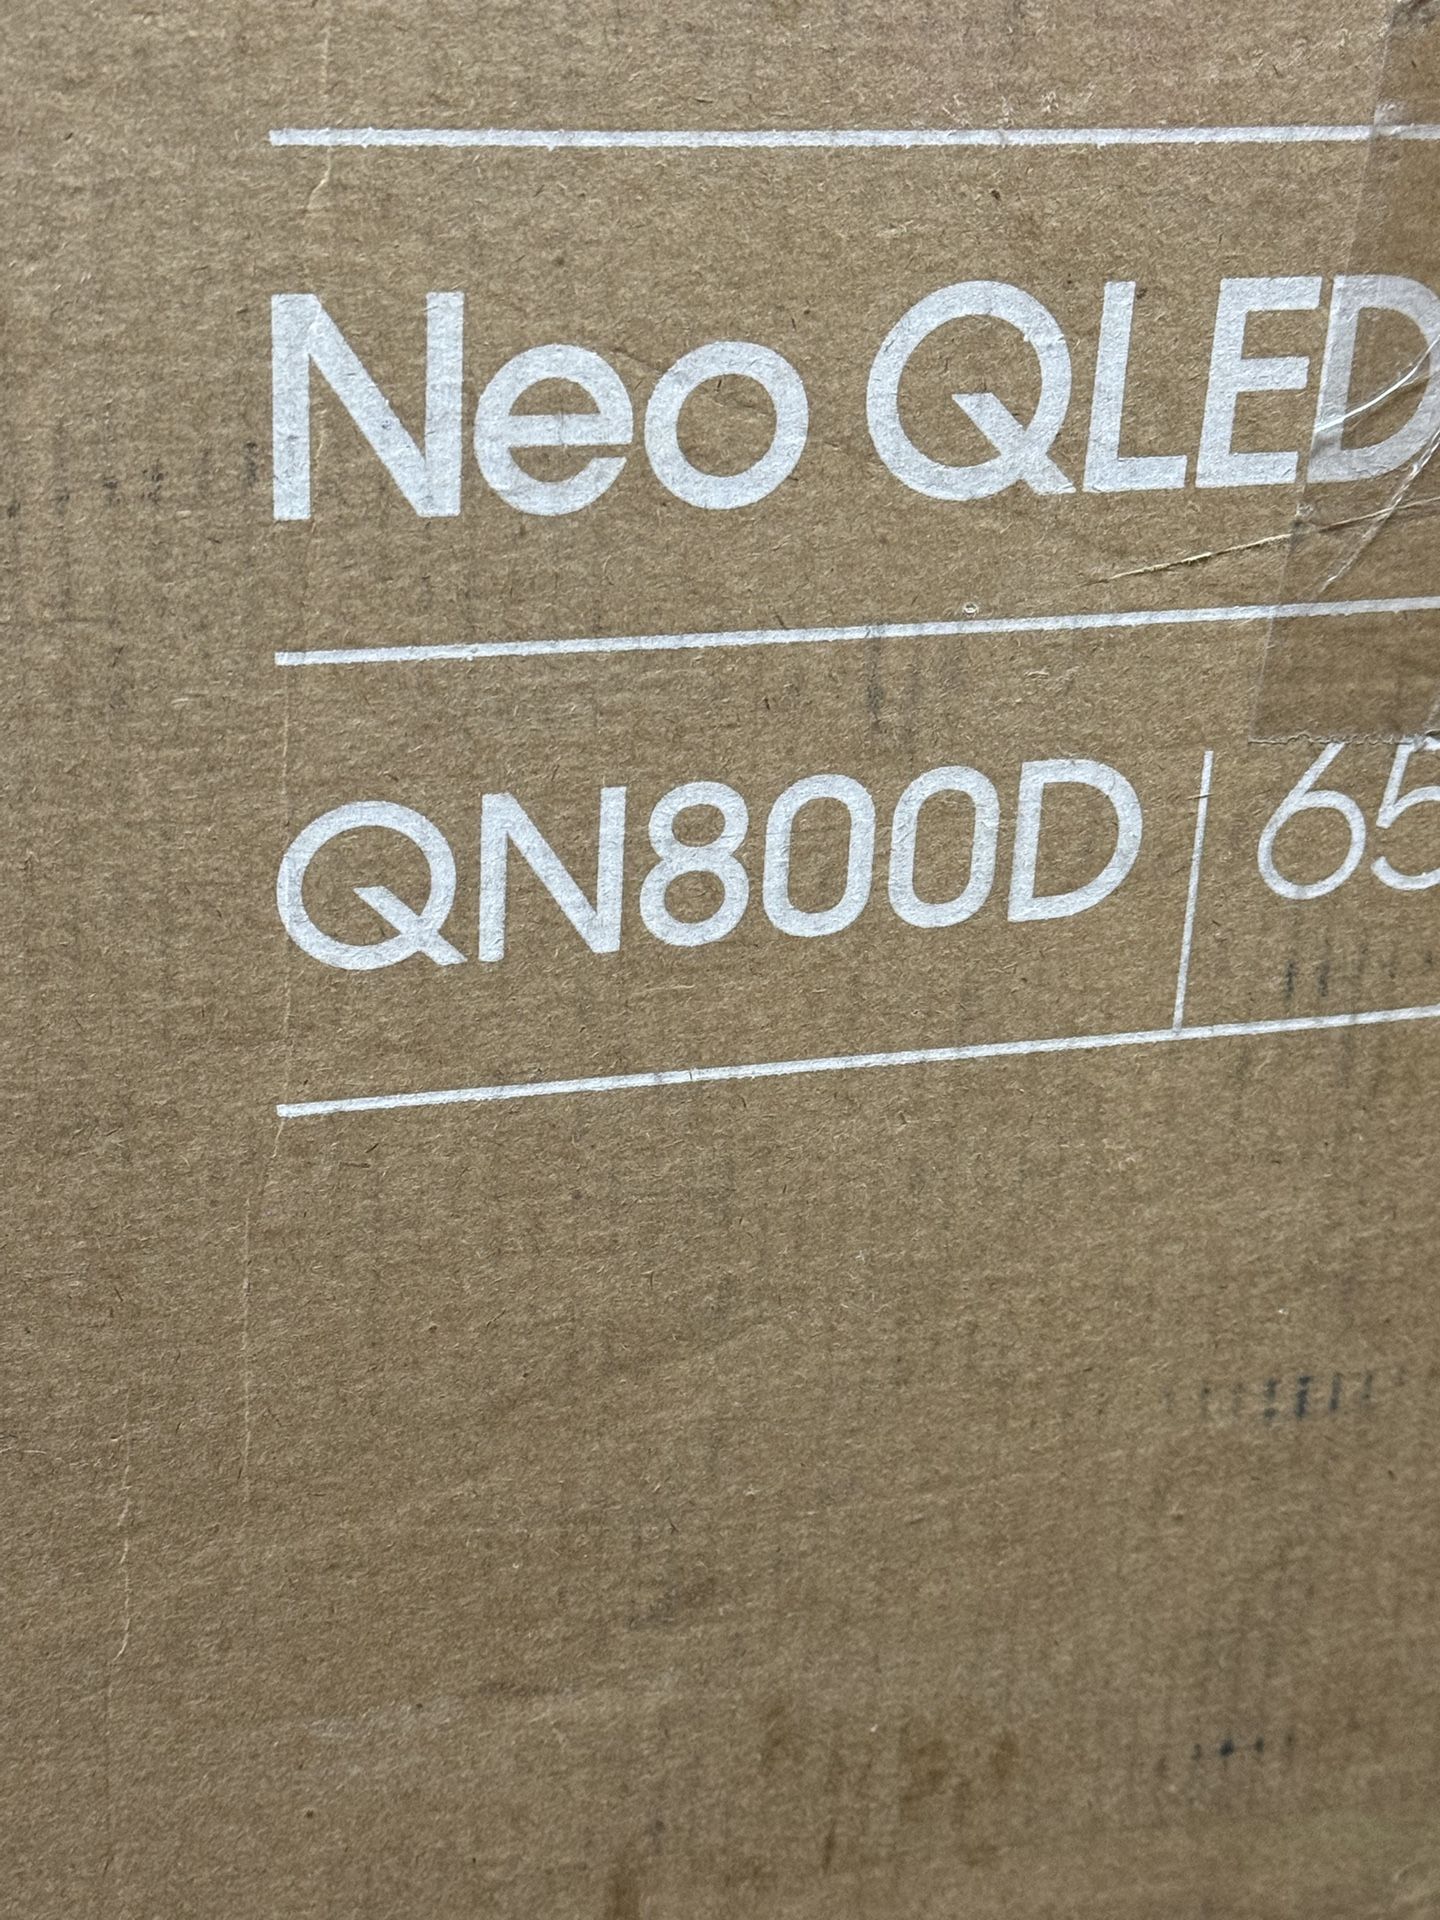 Neo QLED
QN800D | 65